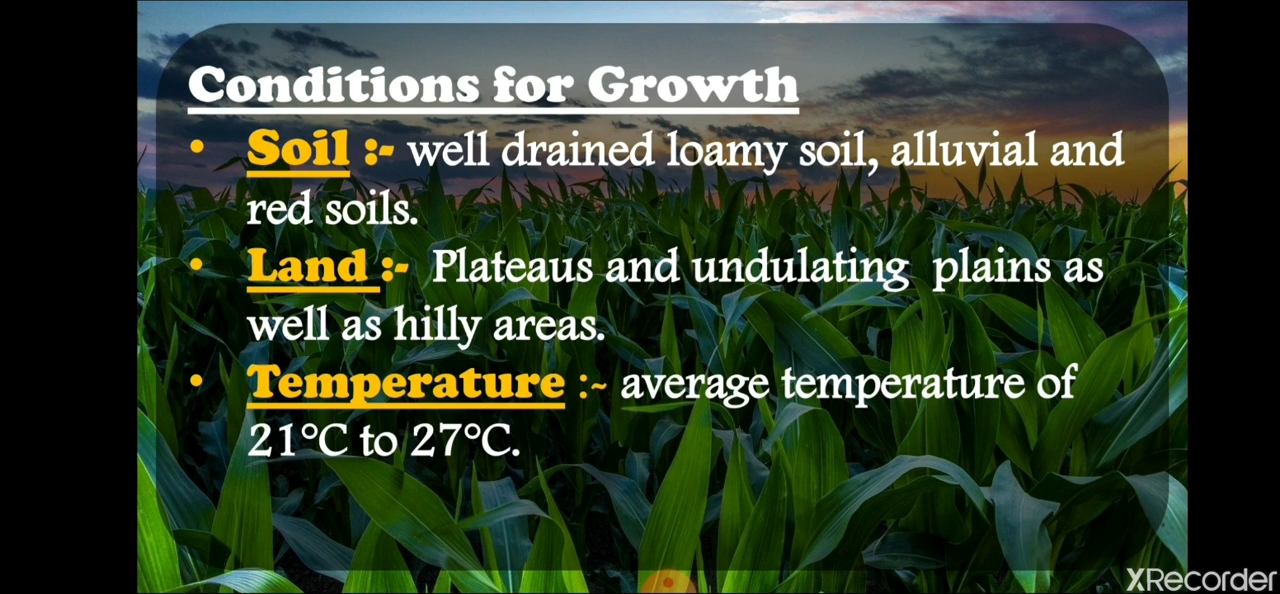 Conditions for Growth
• Soil :- well drained loamy soil, alluvial and
red soils.
• Land :- Plateaus and undulating plains as
well as hilly areas.
• Temperature :- average temperature of
21°C to 27°C.
XRecorder